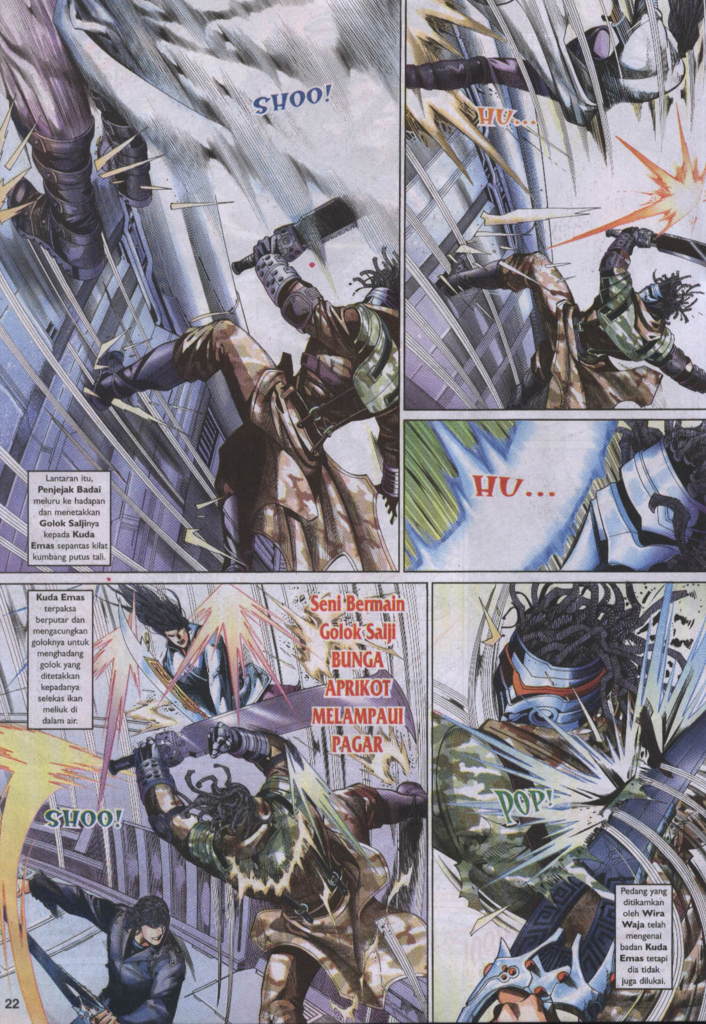 SHOO!
HU...
HU...
Lantaran itu,
Penjejak Badai
meluru ke hadapan
dan menetakkan
Golok Saljinya
kepada Kuda
Emas sepantas kilat
kumbang putus tali.
Kuda Emas
terpaksa
berputar dan
mengacungkan
goloknya untuk
menghadang
golok yang
ditetakkan
kepadanya
selekas ikan
meliuk di
dalam air.
Seni Bermain
Golok Salji
BUNGA
APRIKOT
MELAMPAUI
PAGAR
SHOO!
POP!
Pedang yang
ditikamkan
oleh Wira
Waja telah
mengenai
badan Kuda
Emas tetapi
dia tidak
juga dilukai.
22